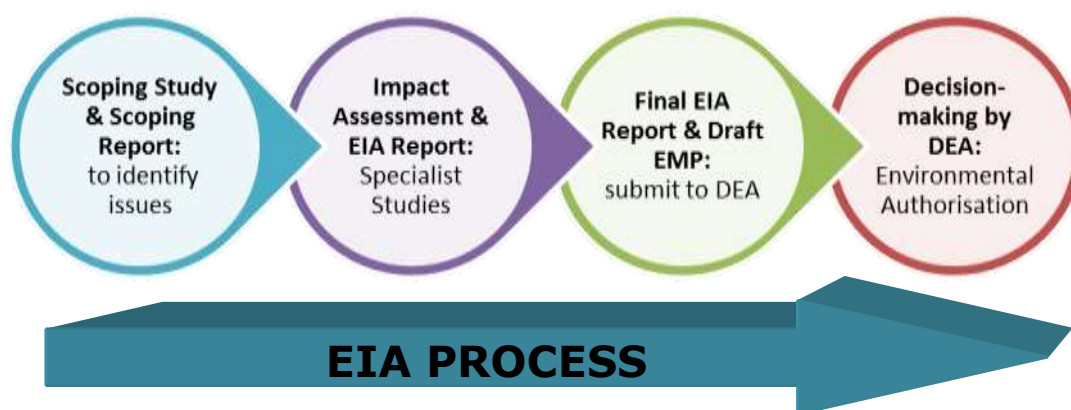 Scoping Study
& Scoping
Report:
to identify
issues
Impact
Assessment &
EIA Report:
Specialist
Studies
Final EIA
Report & Draft
EMP:
submit to DEA
Decision-
making by
DEA:
Environmental
Authorisation
EIA PROCESS